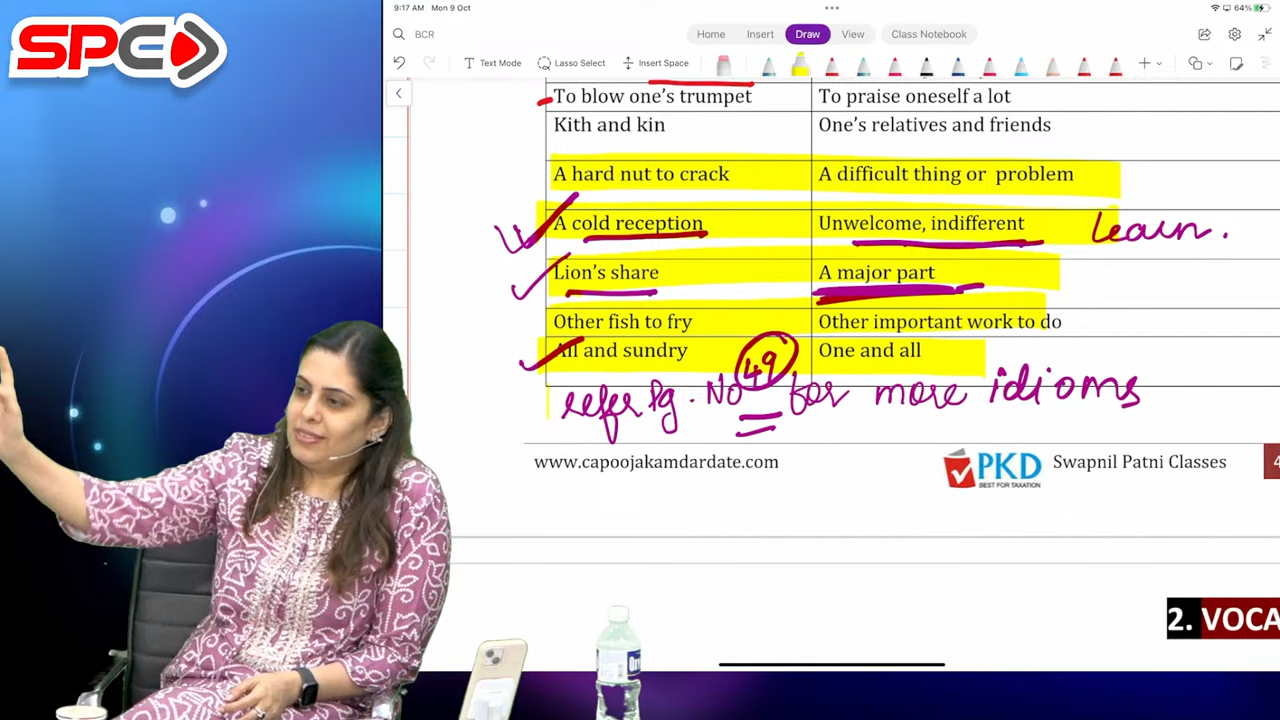 9:17 AM Mon 9 Oct
64%
SPC
BCR
Home Insert Draw View Class Notebook
Text Mode Lasso Select Insert Space
To blow one's trumpet To praise oneself a lot
Kith and kin One's relatives and friends
A hard nut to crack A difficult thing or problem
A cold reception Unwelcome, indifferent learn.
Lion's share A major part
Other fish to fry Other important work to do
All and sundry One and all
refer Pg. No 49 for more idioms
www.capoojakamdardate.com PKD Swapnil Patni Classes 4
BEST FOR TAXATION
2. VOCA